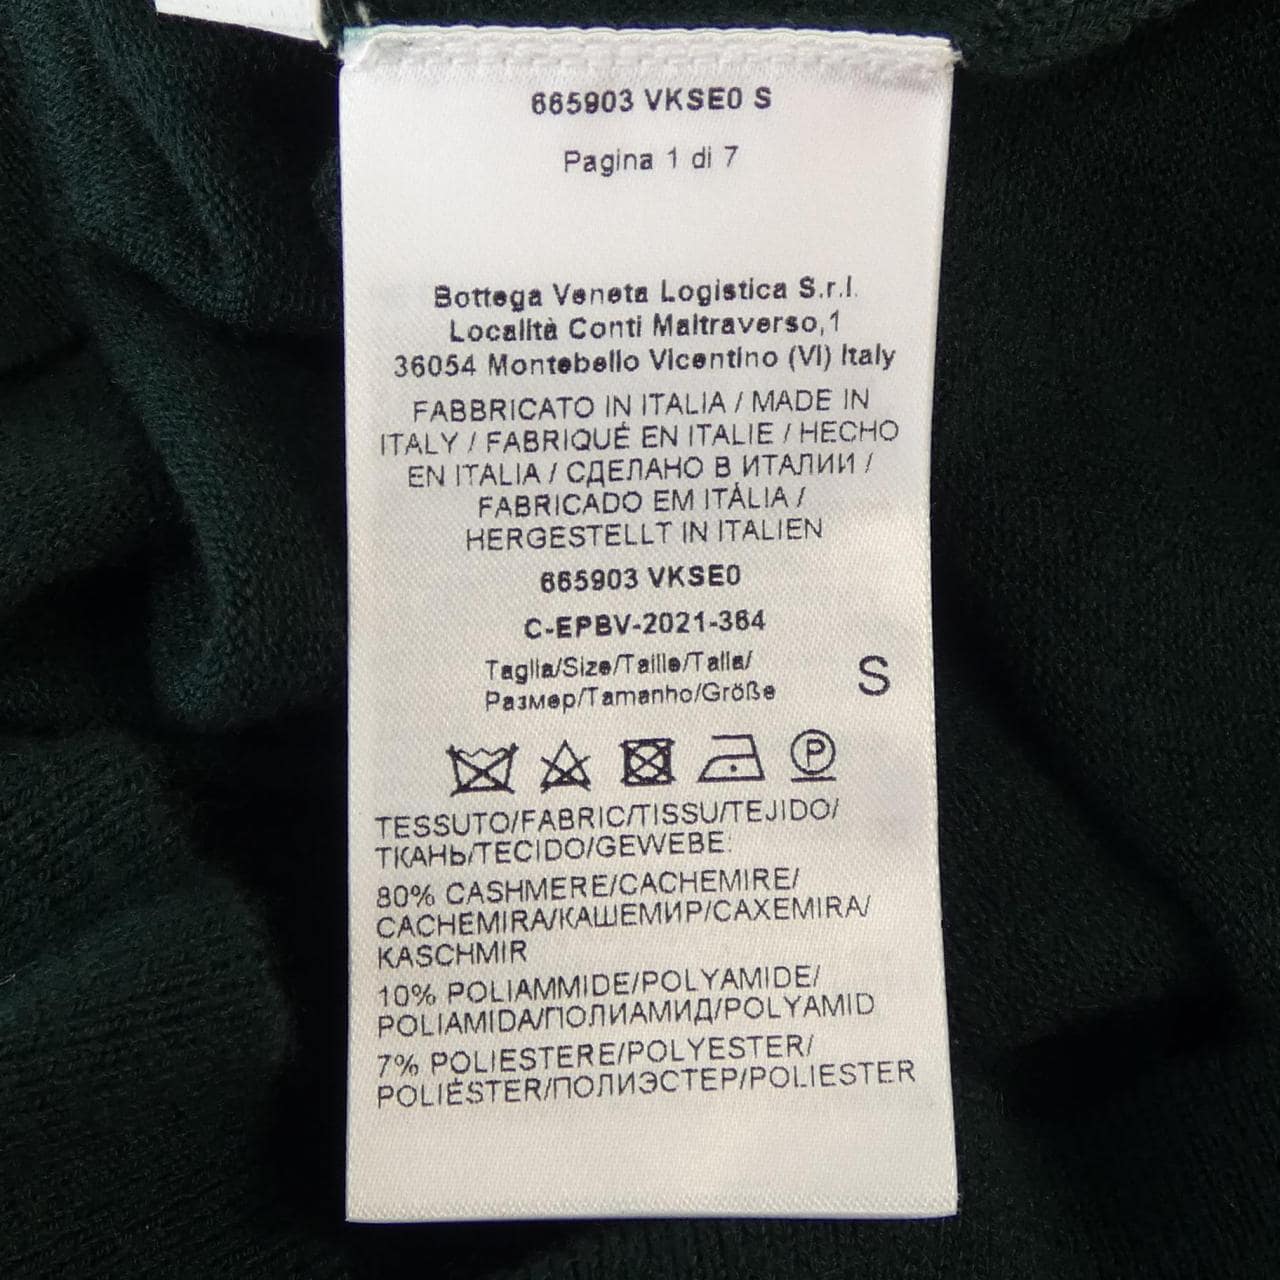 665903 VKSE0 S
Pagina 1 di 7
Bottega Veneta Logistica S.r.l.
Località Conti Maltraverso,1
36054 Montebello Vicentino (VI) Italy
FABBRICATO IN ITALIA / MADE IN
ITALY / FABRIQUÉ EN ITALIE / HECHO
EN ITALIA / СДЕЛАНО В ИТАЛИИ /
FABRICADO EM ITÁLIA /
HERGESTELLT IN ITALIEN
665903 VKSE0
C-EPBV-2021-364
Taglia/Size/Taille/Talla/
Размер/Tamanho/Größe
S
P
TESSUTO/FABRIC/TISSU/TEJIDO/
ТКАНЬ/TECIDO/GEWEBE:
80% CASHMERE/CACHEMIRE/
CACHEMIRA/КАШЕМИР/CAXEMIRA/
KASCHMIR
10% POLIAMMIDE/POLYAMIDE/
POLIAMIDA/ПОЛИАМИД/POLYAMID
7% POLIESTERE/POLYESTER/
POLIÉSTER/ПОЛИЭСТЕР/POLIESTER